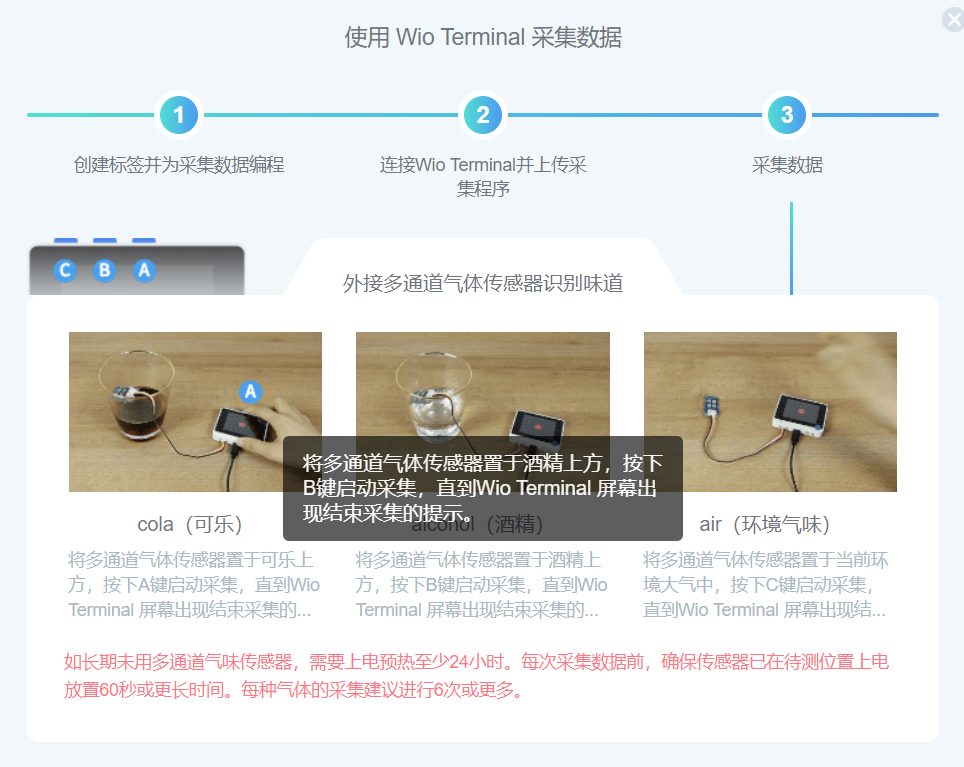 使用 Wio Terminal 采集数据
1
2
3
创建标签并为采集数据编程
连接Wio Terminal并上传采
集程序
采集数据
C B A
外接多通道气体传感器识别味道
A
将多通道气体传感器置于酒精上方，按下
B键启动采集，直到Wio Terminal 屏幕出
现结束采集的提示。
cola（可乐）
alcohol（酒精）
air（环境气味）
将多通道气体传感器置于可乐上
方，按下A键启动采集，直到Wio
Terminal 屏幕出现结束采集的...
将多通道气体传感器置于酒精上
方，按下B键启动采集，直到Wio
Terminal 屏幕出现结束采集的...
将多通道气体传感器置于当前环
境大气中，按下C键启动采集，
直到Wio Terminal 屏幕出现结...
如长期未用多通道气味传感器，需要上电预热至少24小时。每次采集数据前，确保传感器已在待测位置上电
放置60秒或更长时间。每种气体的采集建议进行6次或更多。